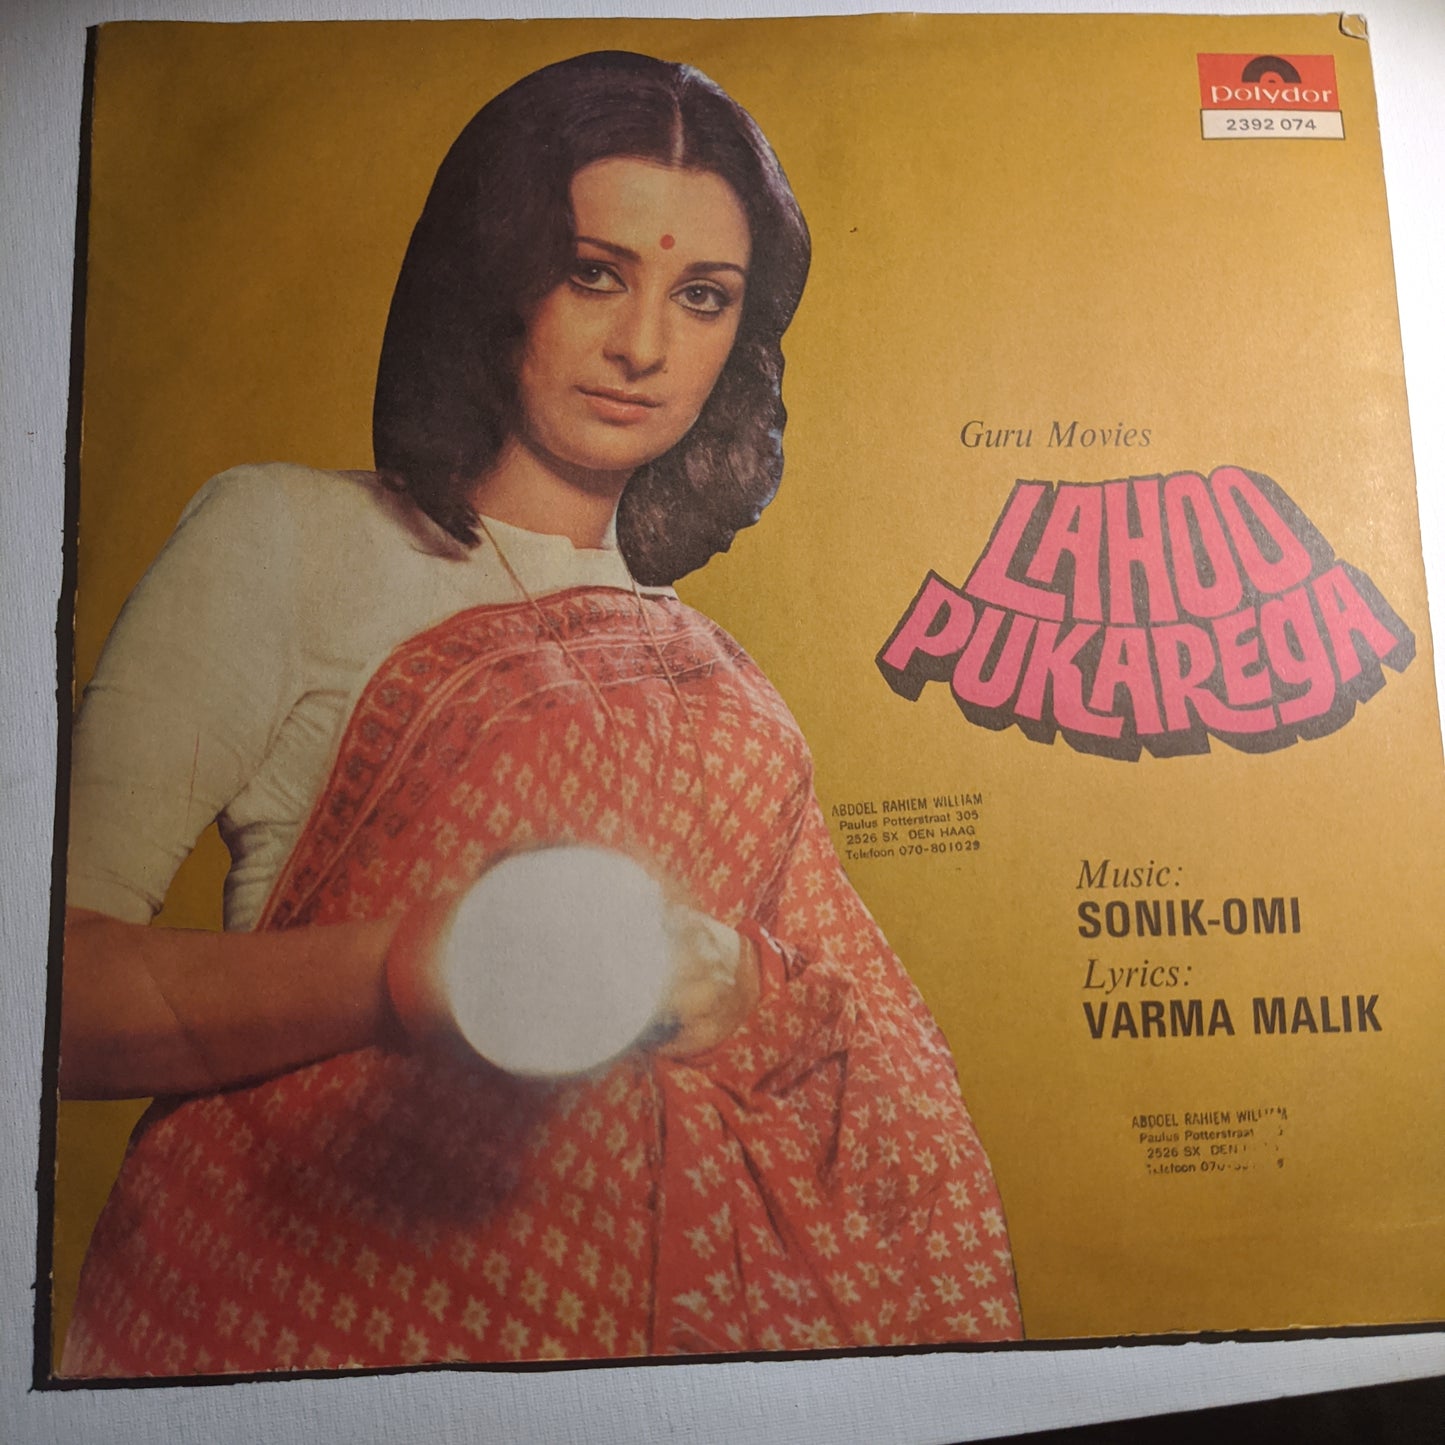 polydor
2392 074
Guru Movies
LAHOO
PUKAREGA
ABDOEL RAHIEM WILLIAM
Paulus Potterstraat 305
2526 SX DEN HAAG
Telefoon 070-801029
Music:
SONIK-OMI
Lyrics:
VARMA MALIK
ABDOEL RAHIEM
Paulus Potterstraat
2526 SX DEN